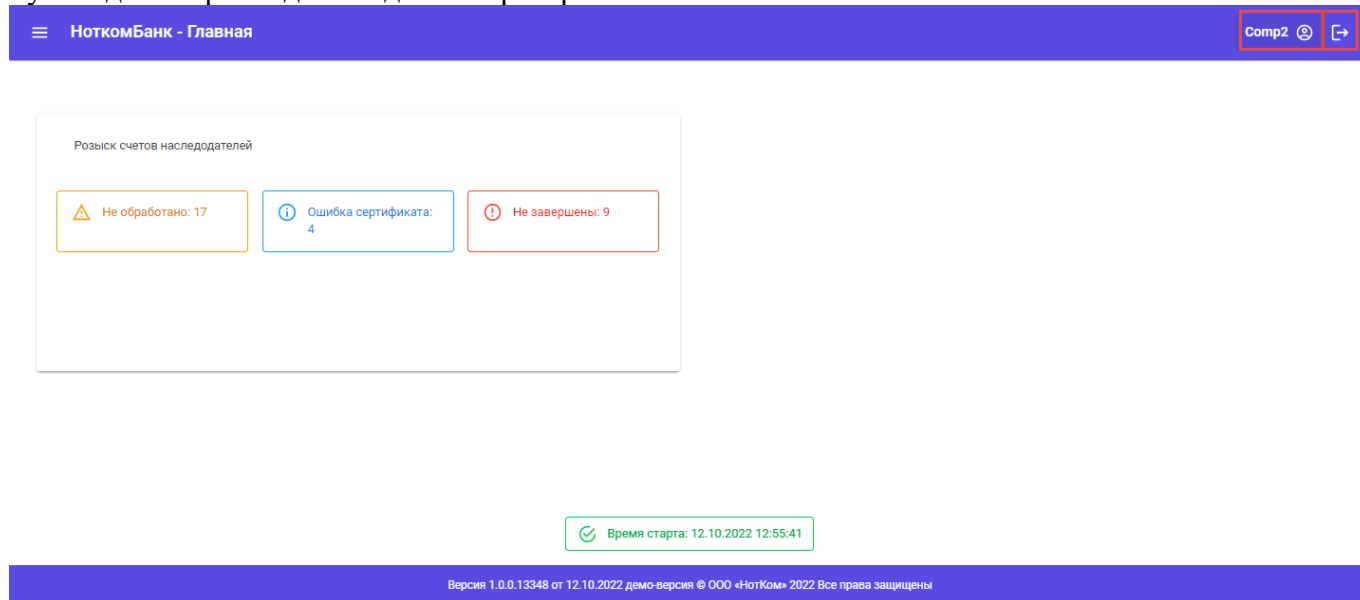 НоткомБанк - Главная
Comp2
Розыск счетов наследодателей
Не обработано: 17
Ошибка сертификата:
4
Не завершены: 9
Время старта: 12.10.2022 12:55:41
Версия 1.0.0.13348 от 12.10.2022 демо-версия © ООО «НотКом» 2022 Все права защищены